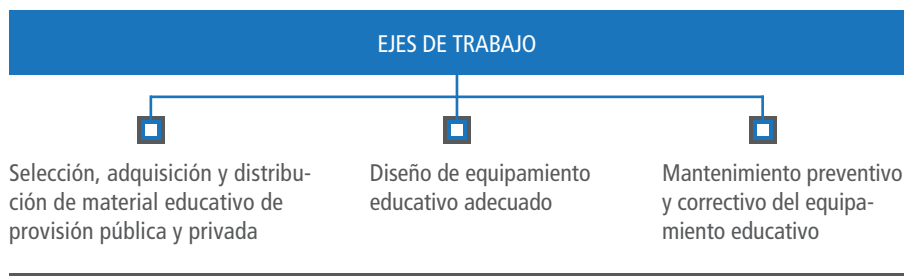 EJES DE TRABAJO
Selección, adquisición y distribu-
ción de material educativo de
provisión pública y privada
Diseño de equipamiento
educativo adecuado
Mantenimiento preventivo
y correctivo del equipa-
miento educativo